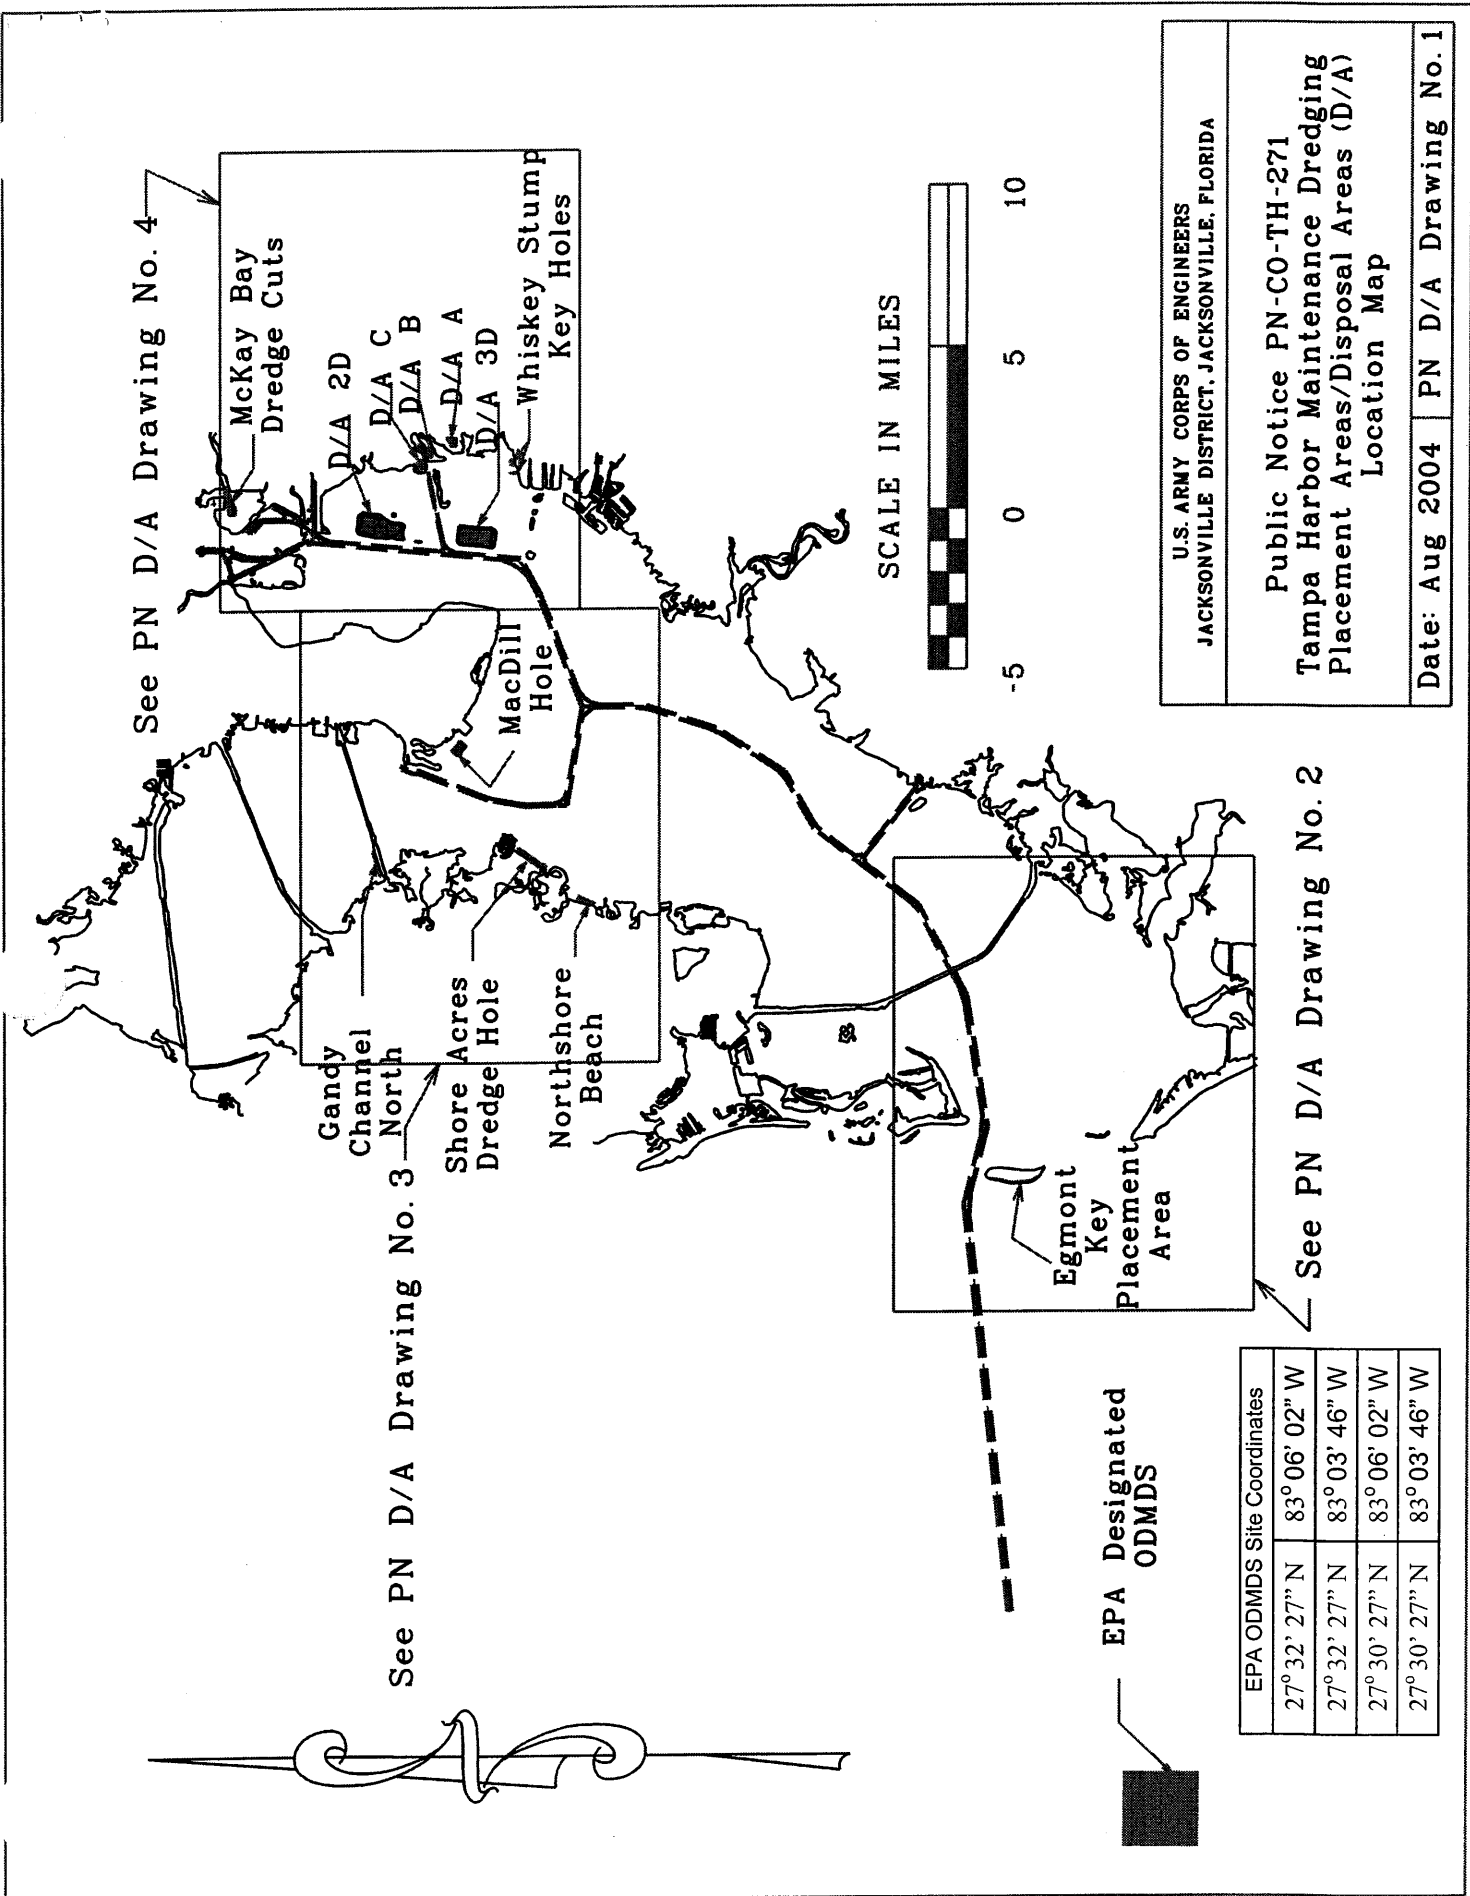 See PN D/A Drawing No. 4
McKay Bay
Dredge Cuts
D/A 2D
D/A C
D/A B
D/A A
D/A 3D
Whiskey Stump
Key Holes
MacDill
Hole
Gandy
Channel
North
See PN D/A Drawing No. 3
Shore Acres
Dredge Hole
Northshore
Beach
Egmont
Key
Placement
Area
See PN D/A Drawing No. 2
EPA Designated
ODMDS
N
SCALE IN MILES
-5 0 5 10
EPA ODMDS Site Coordinates
27° 32' 27" N 83° 06' 02" W
27° 32' 27" N 83° 03' 46" W
27° 30' 27" N 83° 06' 02" W
27° 30' 27" N 83° 03' 46" W
U.S. ARMY CORPS OF ENGINEERS
JACKSONVILLE DISTRICT, JACKSONVILLE, FLORIDA
Public Notice PN-CO-TH-271
Tampa Harbor Maintenance Dredging
Placement Areas/Disposal Areas (D/A)
Location Map
Date: Aug 2004 PN D/A Drawing No. 1